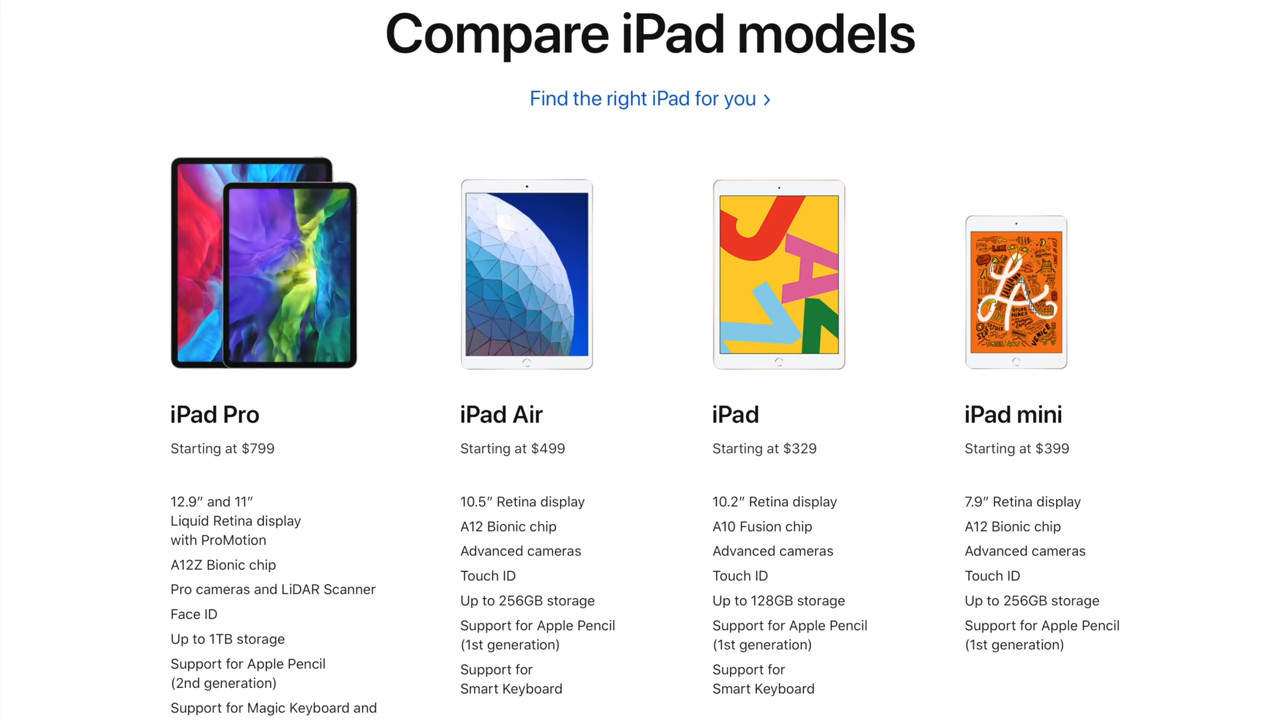 Compare iPad models
Find the right iPad for you >
iPad Pro
Starting at $799
12.9” and 11”
Liquid Retina display
with ProMotion
A12Z Bionic chip
Pro cameras and LiDAR Scanner
Face ID
Up to 1TB storage
Support for Apple Pencil
(2nd generation)
Support for Magic Keyboard and
iPad Air
Starting at $499
10.5” Retina display
A12 Bionic chip
Advanced cameras
Touch ID
Up to 256GB storage
Support for Apple Pencil
(1st generation)
Support for
Smart Keyboard
iPad
Starting at $329
10.2” Retina display
A10 Fusion chip
Advanced cameras
Touch ID
Up to 128GB storage
Support for Apple Pencil
(1st generation)
Support for
Smart Keyboard
iPad mini
Starting at $399
7.9” Retina display
A12 Bionic chip
Advanced cameras
Touch ID
Up to 256GB storage
Support for Apple Pencil
(1st generation)
LA
VENICE